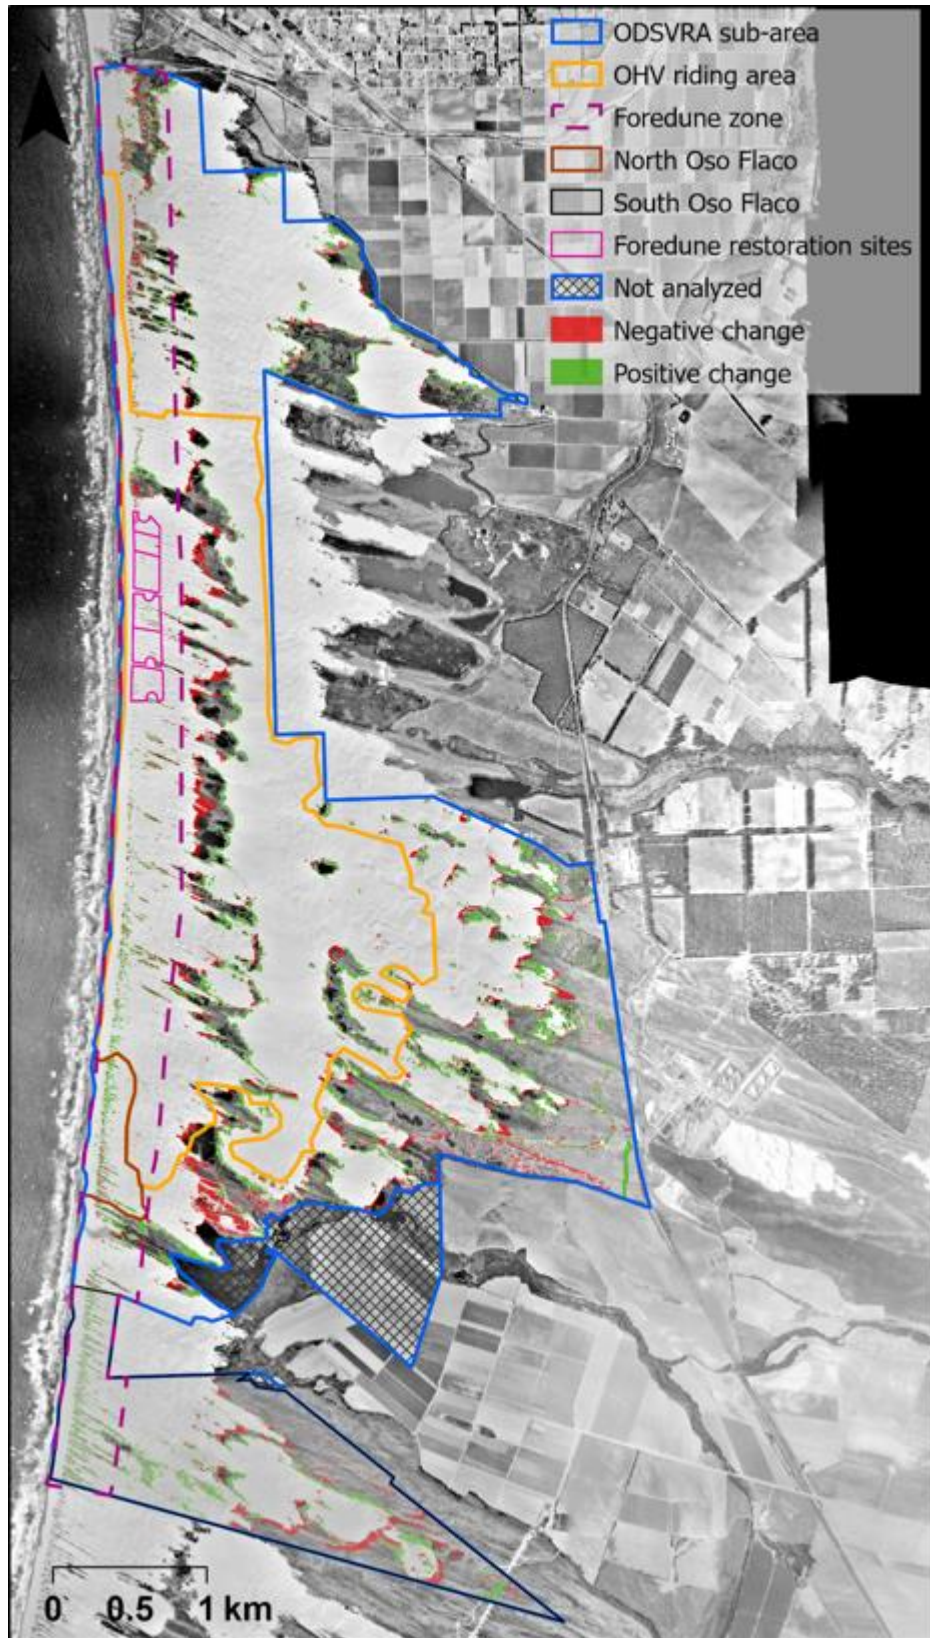 ODSVRA sub-area
OHV riding area
Foredune zone
North Oso Flaco
South Oso Flaco
Foredune restoration sites
Not analyzed
Negative change
Positive change
0 0.5 1 km